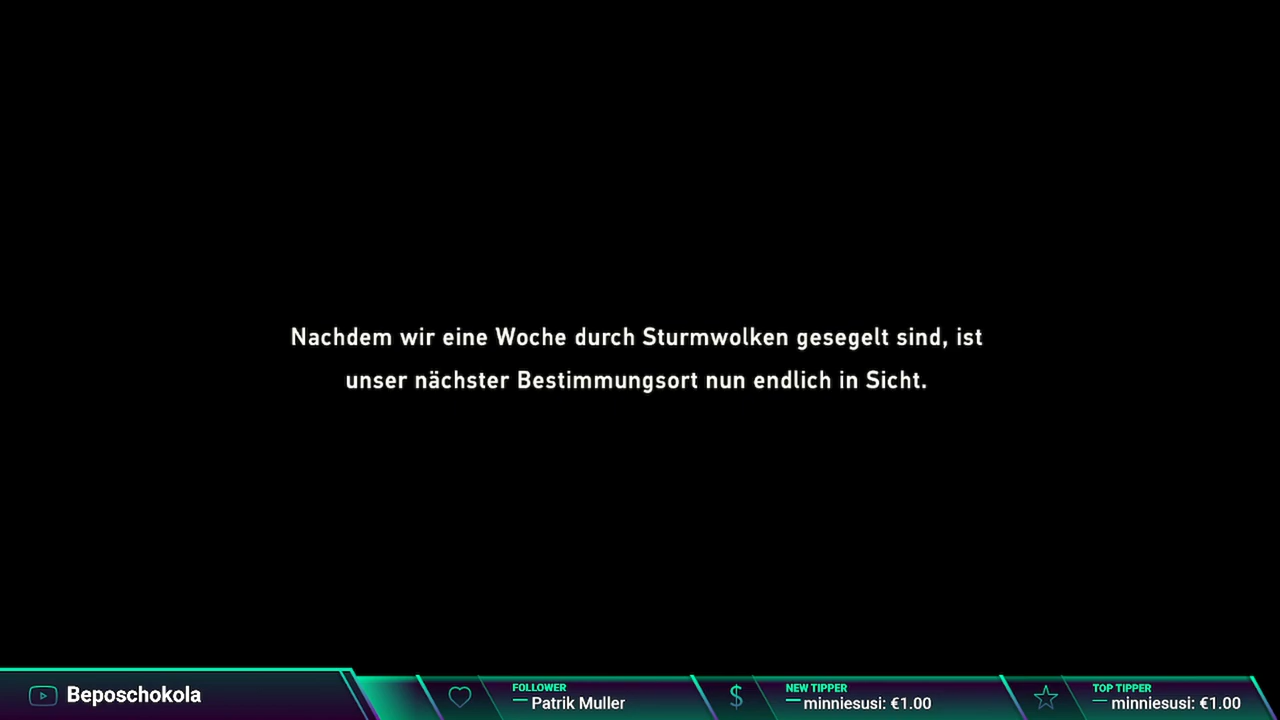 Nachdem wir eine Woche durch Sturmwolken gesegelt sind, ist
unser nächster Bestimmungsort nun endlich in Sicht.
Beposchokola
FOLLOWER
Patrik Muller
$
NEW TIPPER
minniesusi: €1.00
TOP TIPPER
minniesusi: €1.00